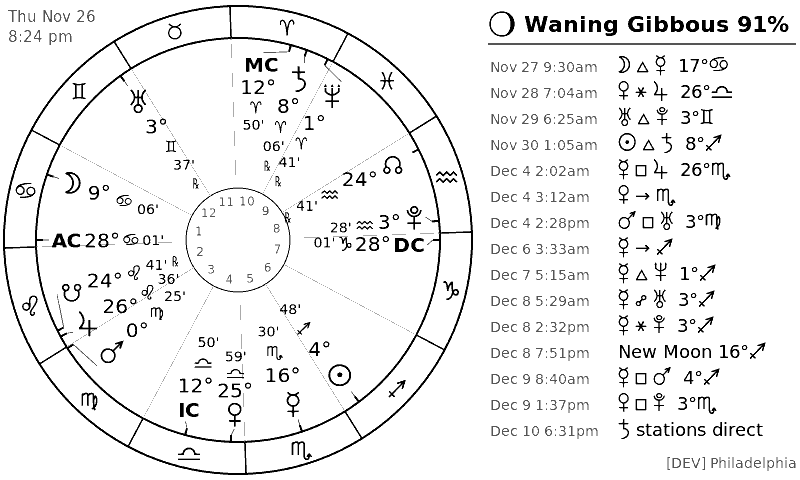 Thu Nov 26
8:24 pm
♉
♈
♊
♓
MC
12°
♈
50'
♄
8°
♈
06'
℞
♆
1°
♈
41'
℞
♅
3°
♊
37'
℞
☽ 9° ♋ 06'
♋
☊ 24° ♒ 41' ℞
♒
AC 28° ♋ 01'
28' ♒ 3° ♇
01' ♑ 28° DC
12 11 10 9
1 8
2 7
3 4 5 6
☋ 24° ♌ 41' ℞
♃ 26° ♌ 36'
♂ 0° ♍ 25'
♌
♑
50'
♎
12°
IC
59'
♎
25°
♀
30'
♏
16°
☿
48'
♐
4°
☉
♍
♐
♎
♏
Waning Gibbous 91%
Nov 27 9:30am ☽ △ ☿ 17°♋
Nov 28 7:04am ♀ ⚹ ♃ 26°♎
Nov 29 6:25am ♅ △ ♇ 3°♊
Nov 30 1:05am ☉ △ ♄ 8°♐
Dec 4 2:02am ☿ □ ♃ 26°♏
Dec 4 3:12am ♀ → ♏
Dec 4 2:28pm ♂ □ ♅ 3°♍
Dec 6 3:33am ☿ → ♐
Dec 7 5:15am ☿ △ ♆ 1°♐
Dec 8 5:29am ☿ ☍ ♅ 3°♐
Dec 8 2:32pm ☿ ⚹ ♇ 3°♐
Dec 8 7:51pm New Moon 16°♐
Dec 9 8:40am ☿ □ ♂ 4°♐
Dec 9 1:37pm ♀ □ ♇ 3°♏
Dec 10 6:31pm ♄ stations direct
[DEV] Philadelphia